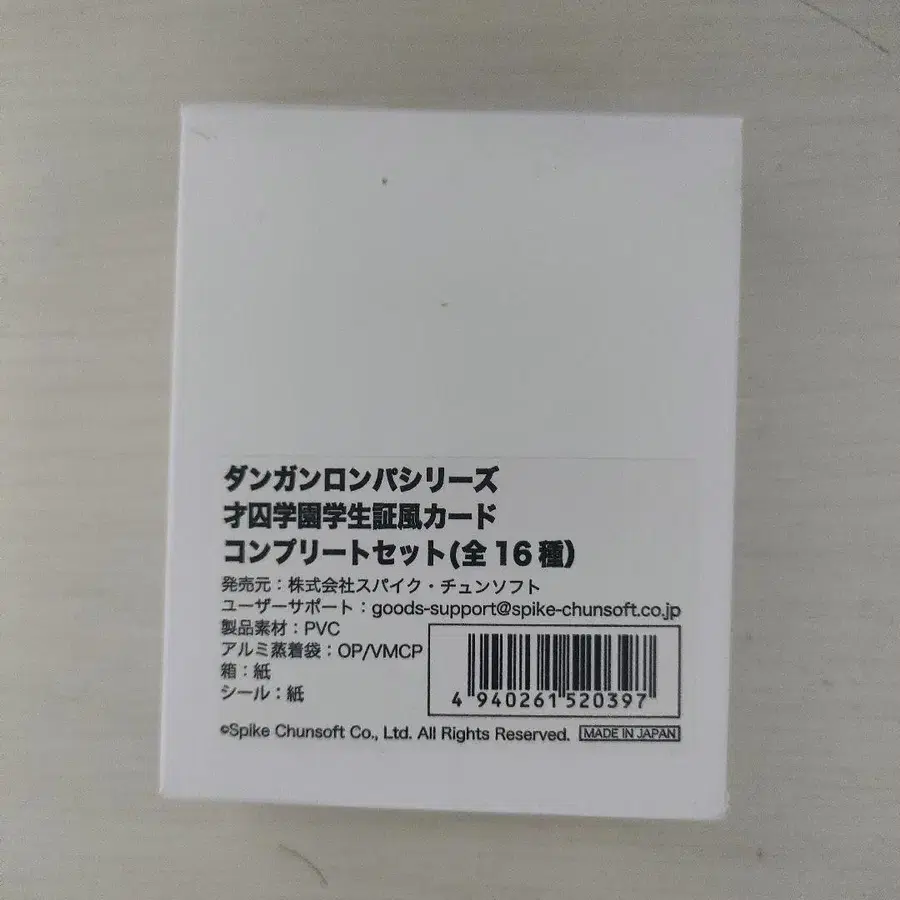 ダンガンロンパシリーズ
才囚学園学生証風カード
コンプリートセット(全16種)
発売元：株式会社スパイク・チュンソフト
ユーザーサポート：goods-support@spike-chunsoft.co.jp
製品素材：PVC
アルミ蒸着袋：OP/VMCP
箱：紙
シール：紙
4 940261 520397
©Spike Chunsoft Co., Ltd. All Rights Reserved. MADE IN JAPAN